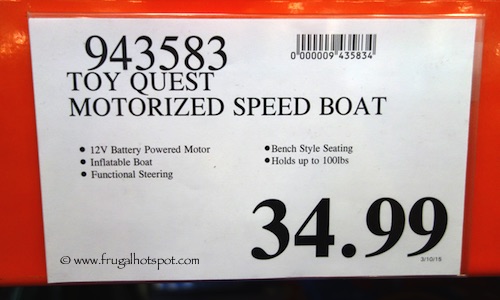 943583
0"000009"435834
TOY QUEST
MOTORIZED SPEED BOAT
• 12V Battery Powered Motor
• Inflatable Boat
• Functional Steering
• Bench Style Seating
• Holds up to 100lbs
34.99
3/10/15
© www.frugalhotspot.com